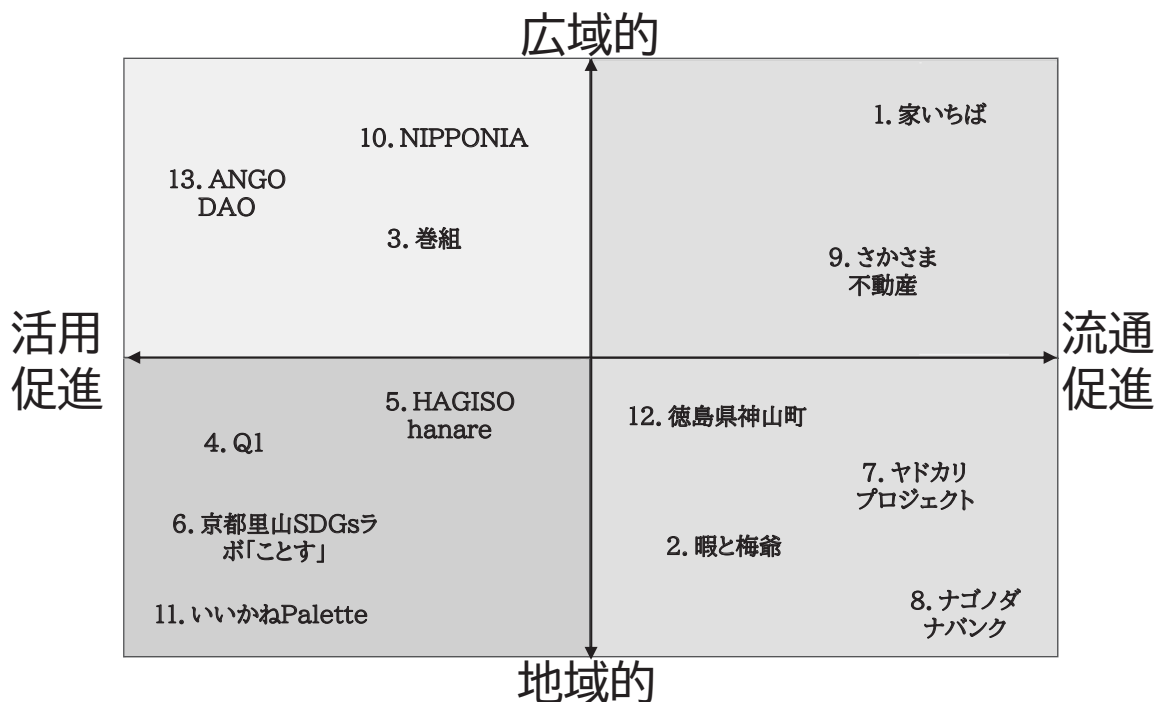 広域的
1. 家いちば
10. NIPPONIA
13. ANGO
DAO
3. 巻組
9. さかさま
不動産
活用
促進
流通
促進
5. HAGISO
hanare
12. 徳島県神山町
4. Q1
7. ヤドカリ
プロジェクト
6. 京都里山SDGsラ
ボ「ことす」
2. 暇と梅爺
8. ナゴノダ
ナバンク
11. いいかねPalette
地域的